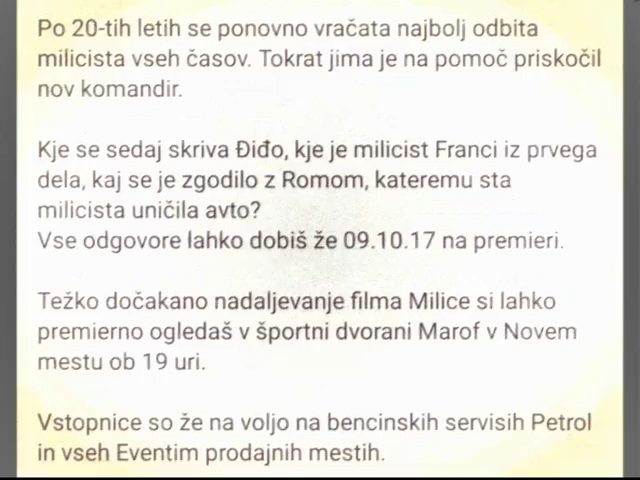 Po 20-tih letih se ponovno vračata najbolj odbita
milicista vseh časov. Tokrat jima je na pomoč priskočil
nov komandir.
Kje se sedaj skriva Điđo, kje je milicist Franci iz prvega
dela, kaj se je zgodilo z Romom, kateremu sta
milicista uničila avto?
Vse odgovore lahko dobiš že 09.10.17 na premieri.
Težko dočakano nadaljevanje filma Milice si lahko
premierno ogledaš v športni dvorani Marof v Novem
mestu ob 19 uri.
Vstopnice so že na voljo na bencinskih servisih Petrol
in vseh Eventim prodajnih mestih.